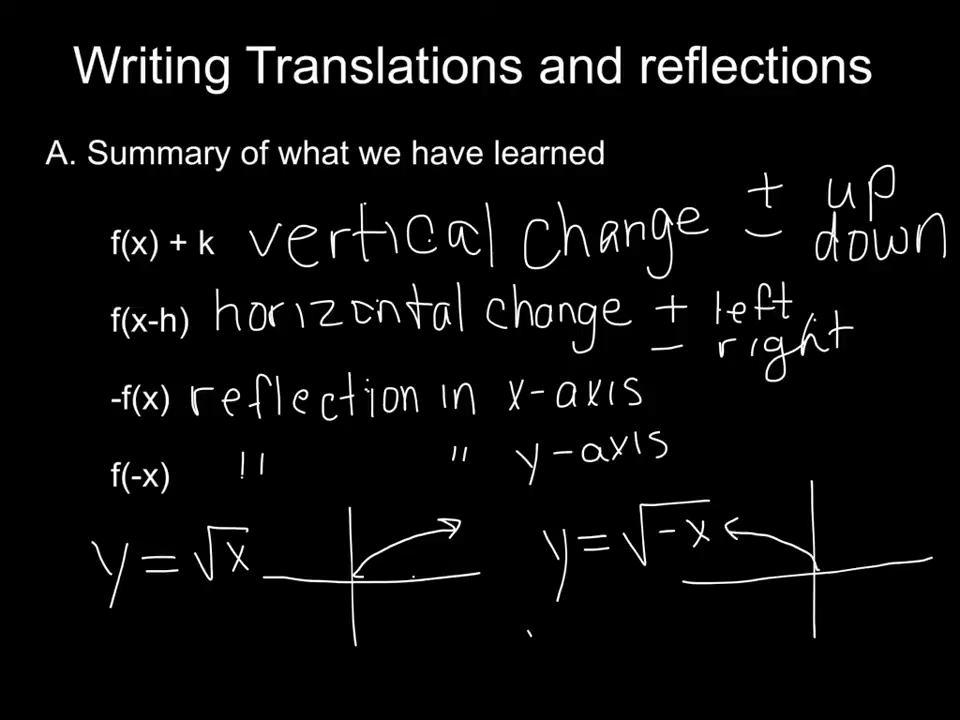 Writing Translations and reflections
A. Summary of what we have learned
f(x) + k vertical change + up
− down
f(x-h) horizontal change + left
− right
-f(x) reflection in x-axis
f(-x) " " y-axis
y = √x y = √-x